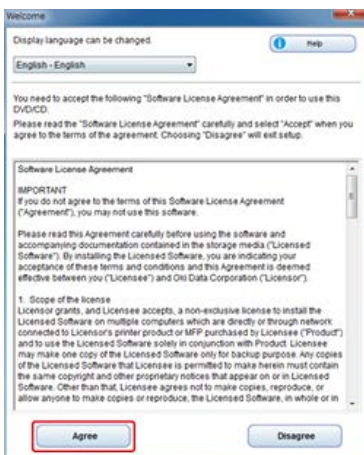 Welcome
Display language can be changed.
Help
English - English
You need to accept the following "Software License Agreement" in order to use this
DVD/CD.
Please read the "Software License Agreement" carefully and select "Accept" when you
agree to the terms of the agreement. Choosing "Disagree" will exit setup.
Software License Agreement
IMPORTANT
If you do not agree to the terms of this Software License Agreement
("Agreement"), you may not use this software.
Please read this Agreement carefully before using the software and
accompanying documentation contained in the storage media ("Licensed
Software"). By installing the Licensed Software, you are indicating your
acceptance of these terms and conditions and this Agreement is deemed
effective between you ("Licensee") and Oki Data Corporation ("Licensor").
1. Scope of the license
Licensor grants, and Licensee accepts, a non-exclusive license to install the
Licensed Software on multiple computers which are directly or through network
connected to Licensor's printer product or MFP purchased by Licensee ("Product")
and to use the Licensed Software solely in conjunction with Product. Licensee
may make one copy of the Licensed Software only for backup purpose. Any copies
of the Licensed Software that Licensee is permitted to make herein must contain
the same copyright and other proprietary notices that appear on or in Licensed
Software. Other than that, Licensee agrees not to make copies, reproduce, or
allow anyone to make copies or reproduce, the Licensed Software, in whole or in
Agree
Disagree